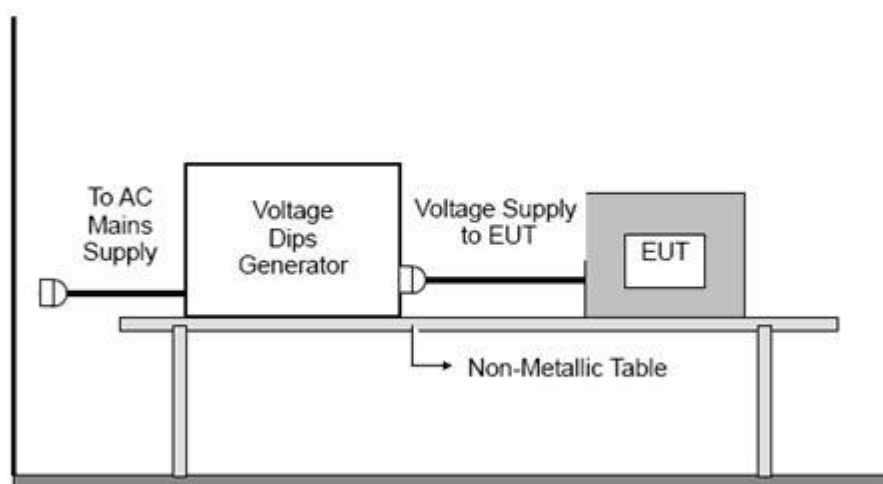 To AC
Mains
Supply
Voltage
Dips
Generator
Voltage Supply
to EUT
EUT
Non-Metallic Table